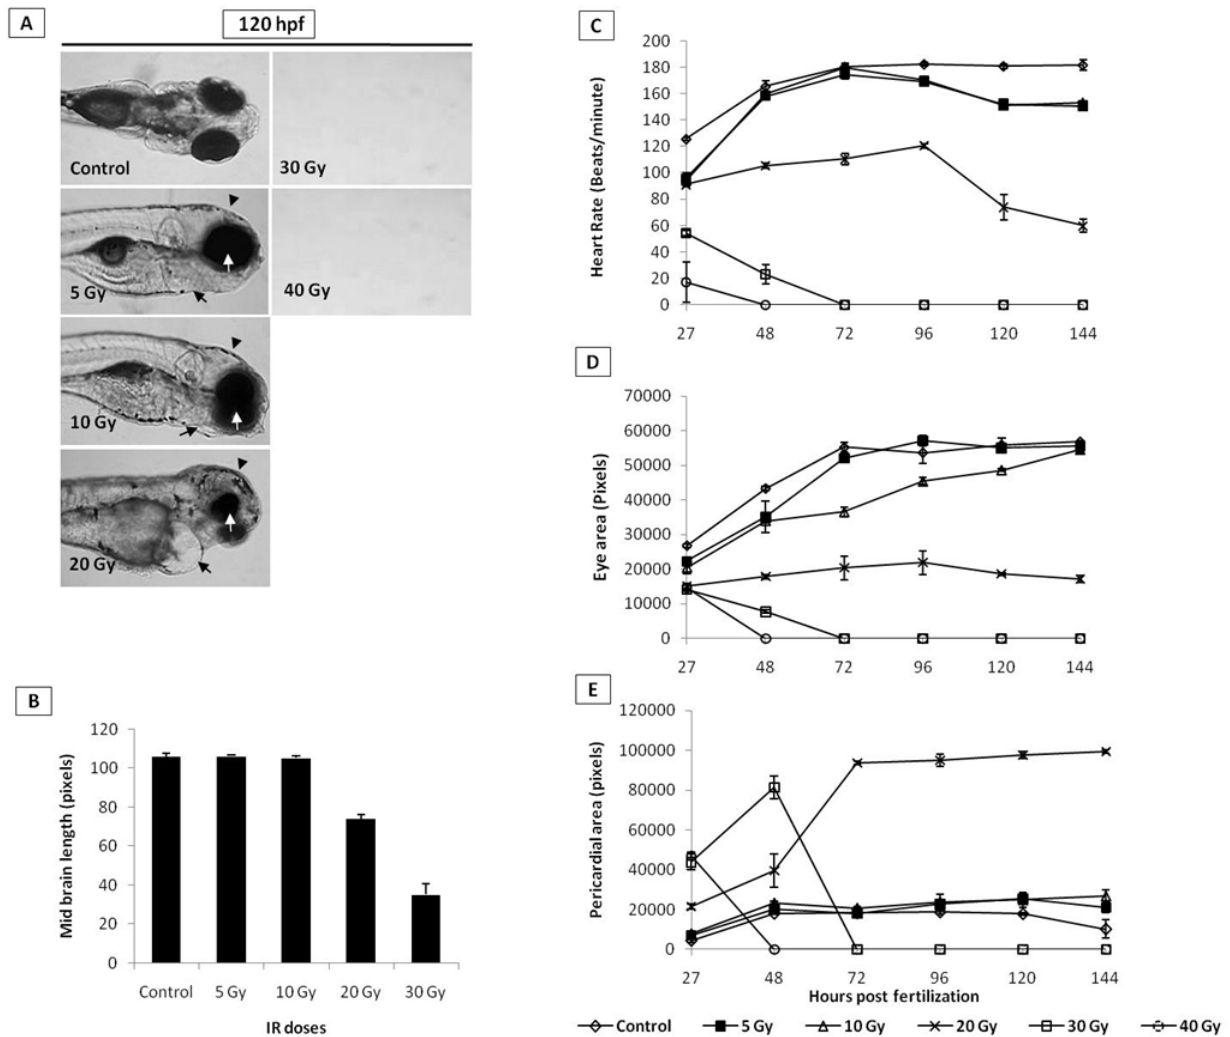 A
120 hpf
Control
30 Gy
5 Gy
40 Gy
10 Gy
20 Gy
B
Mid brain length (pixels)
120
100
80
60
40
20
0
Control 5 Gy 10 Gy 20 Gy 30 Gy
IR doses
C
Heart Rate (Beats/minute)
200
180
160
140
120
100
80
60
40
20
0
27 48 72 96 120 144
D
Eye area (Pixels)
70000
60000
50000
40000
30000
20000
10000
0
27 48 72 96 120 144
E
Pericardial area (pixels)
120000
100000
80000
60000
40000
20000
0
27 48 72 96 120 144
Hours post fertilization
Control 5 Gy 10 Gy 20 Gy 30 Gy 40 Gy